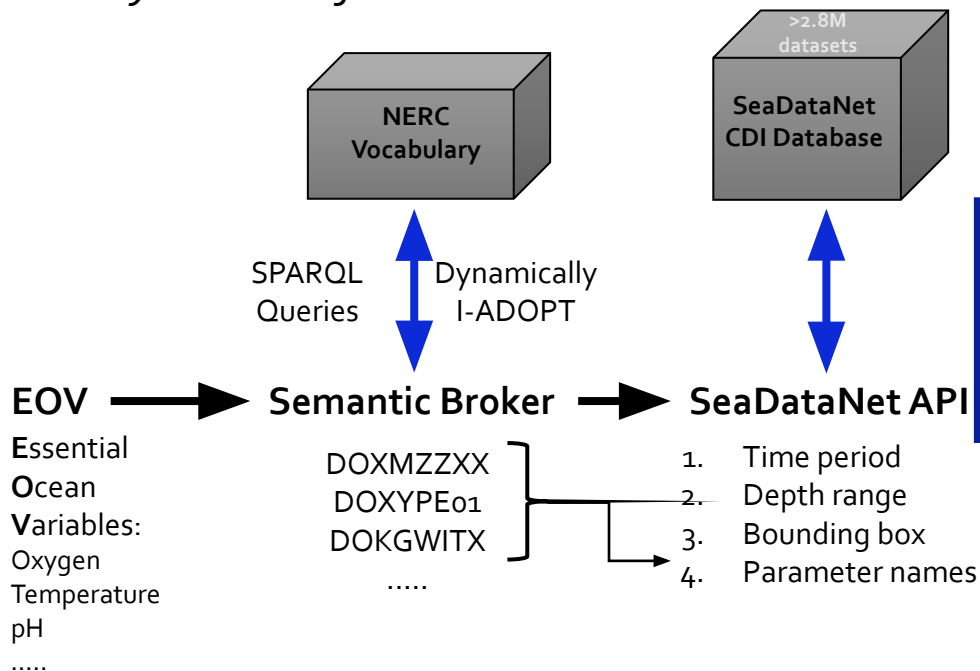 >2.8M
datasets
NERC
Vocabulary
SeaDataNet
CDI Database
SPARQL
Queries
Dynamically
I-ADOPT
EOV
Semantic Broker
SeaDataNet API
Essential
Ocean
Variables:
Oxygen
Temperature
pH
.....
DOXMZZXX
DOXYPE01
DOKGWITX
.....
1. Time period
2. Depth range
3. Bounding box
4. Parameter names